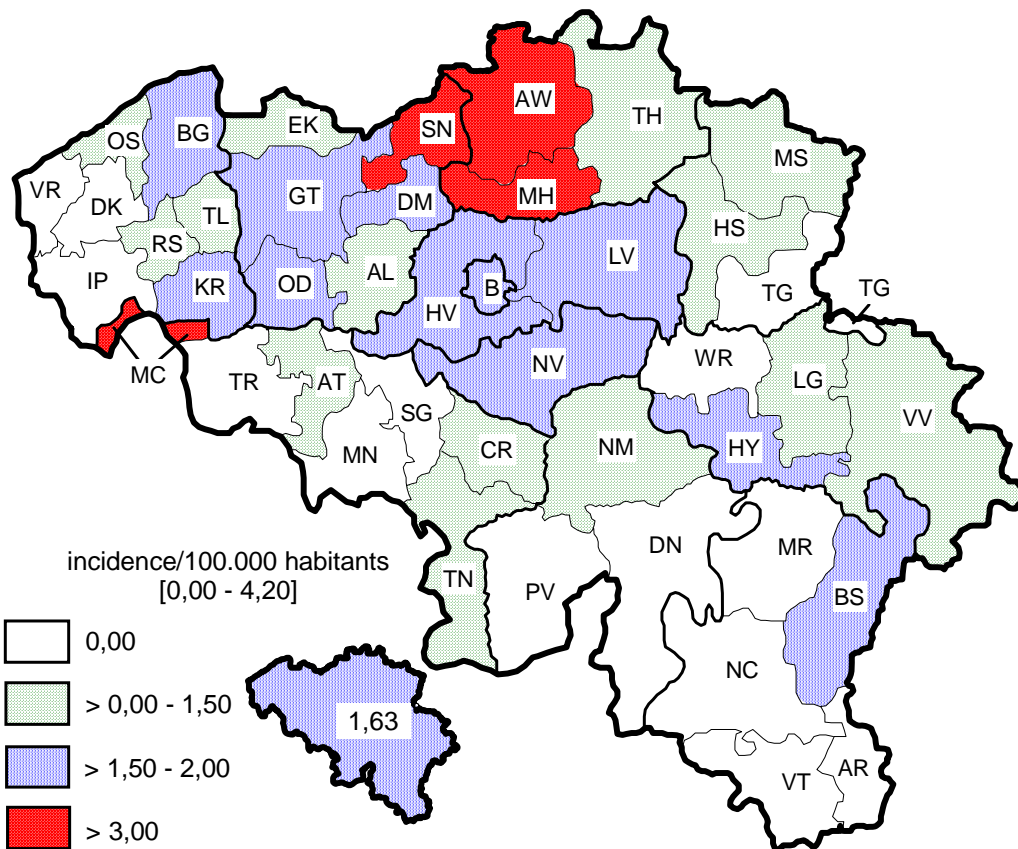 AW
TH
SN
EK
BG
OS
MS
VR
MH
GT
DM
DK
TL
HS
RS
LV
AL
IP
OD
KR
B
TG
TG
HV
WR
NV
MC
TR
AT
LG
SG
VV
CR
NM
HY
MN
DN
MR
incidence/100.000 habitants
[0,00 - 4,20]
TN
PV
BS
0,00
NC
> 0,00 - 1,50
1,63
> 1,50 - 2,00
VT
AR
> 3,00